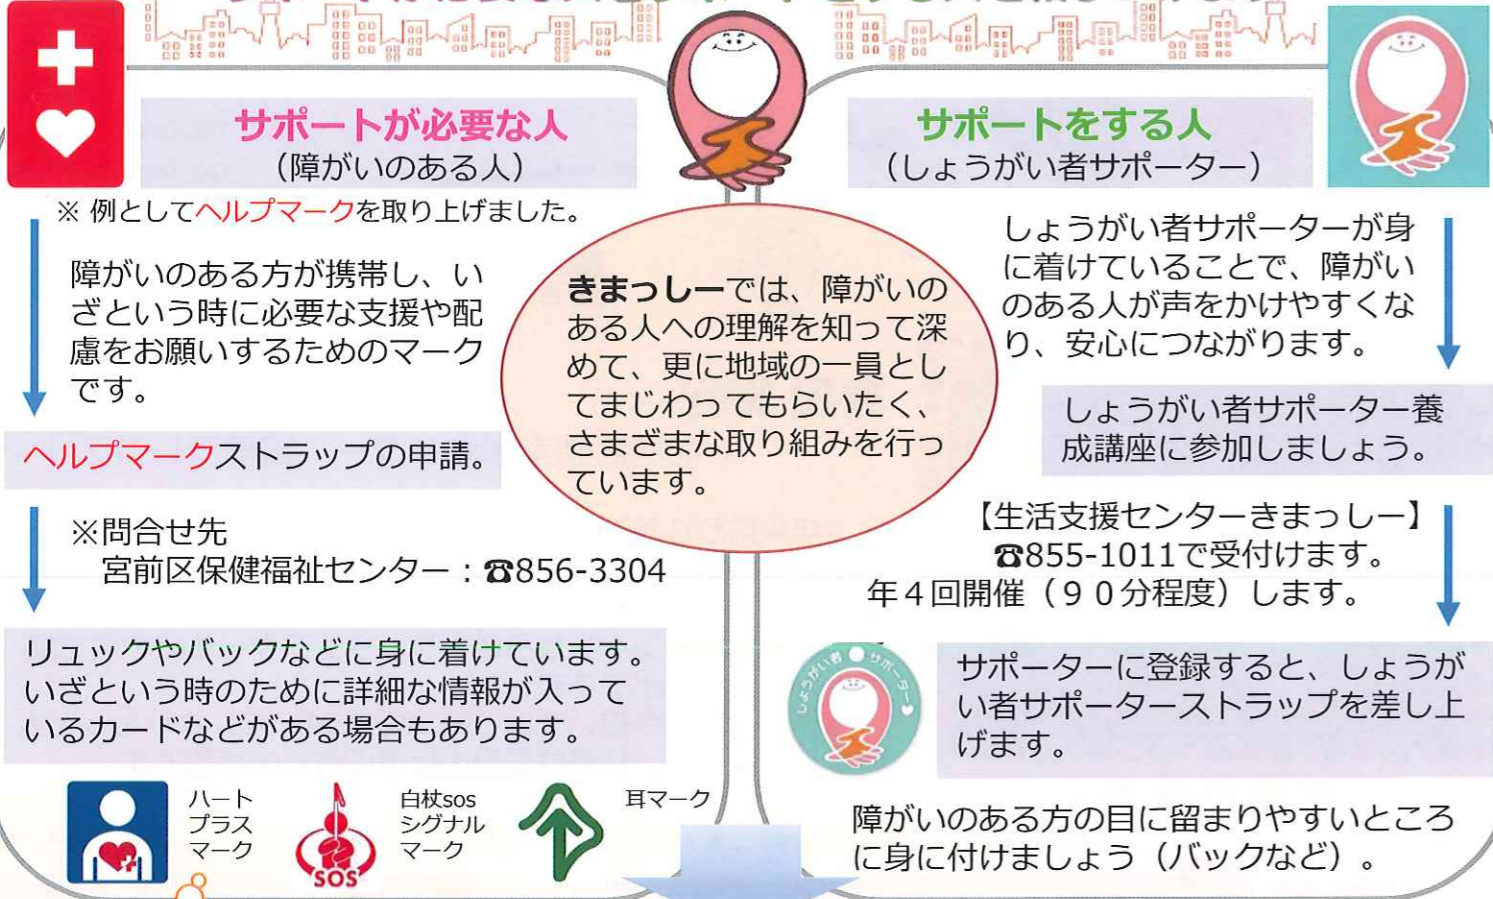 サポートが必要な人
（障がいのある人）
※ 例としてヘルプマークを取り上げました。
障がいのある方が携帯し、い
ざという時に必要な支援や配
慮をお願いするためのマーク
です。
ヘルプマークストラップの申請。
※問合せ先
宮前区保健福祉センター：☎856-3304
リュックやバックなどに身に着けています。
いざという時のために詳細な情報が入って
いるカードなどがある場合もあります。
ハート
プラス
マーク
白杖sos
シグナル
マーク
SOS
耳マーク
きまっしーでは、障がいの
ある人への理解を知って深
めて、更に地域の一員とし
てまじわってもらいたく、
さまざまな取り組みを行っ
ています。
サポートをする人
（しょうがい者サポーター）
しょうがい者サポーターが身
に着けていることで、障がい
のある人が声をかけやすくな
り、安心につながります。
しょうがい者サポーター養
成講座に参加しましょう。
【生活支援センターきまっしー】
☎855-1011で受付けます。
年４回開催（９０分程度）します。
しょうがい者 サポーター
サポーターに登録すると、しょうが
い者サポーターストラップを差し上
げます。
障がいのある方の目に留まりやすいところ
に身に付けましょう（バックなど）。